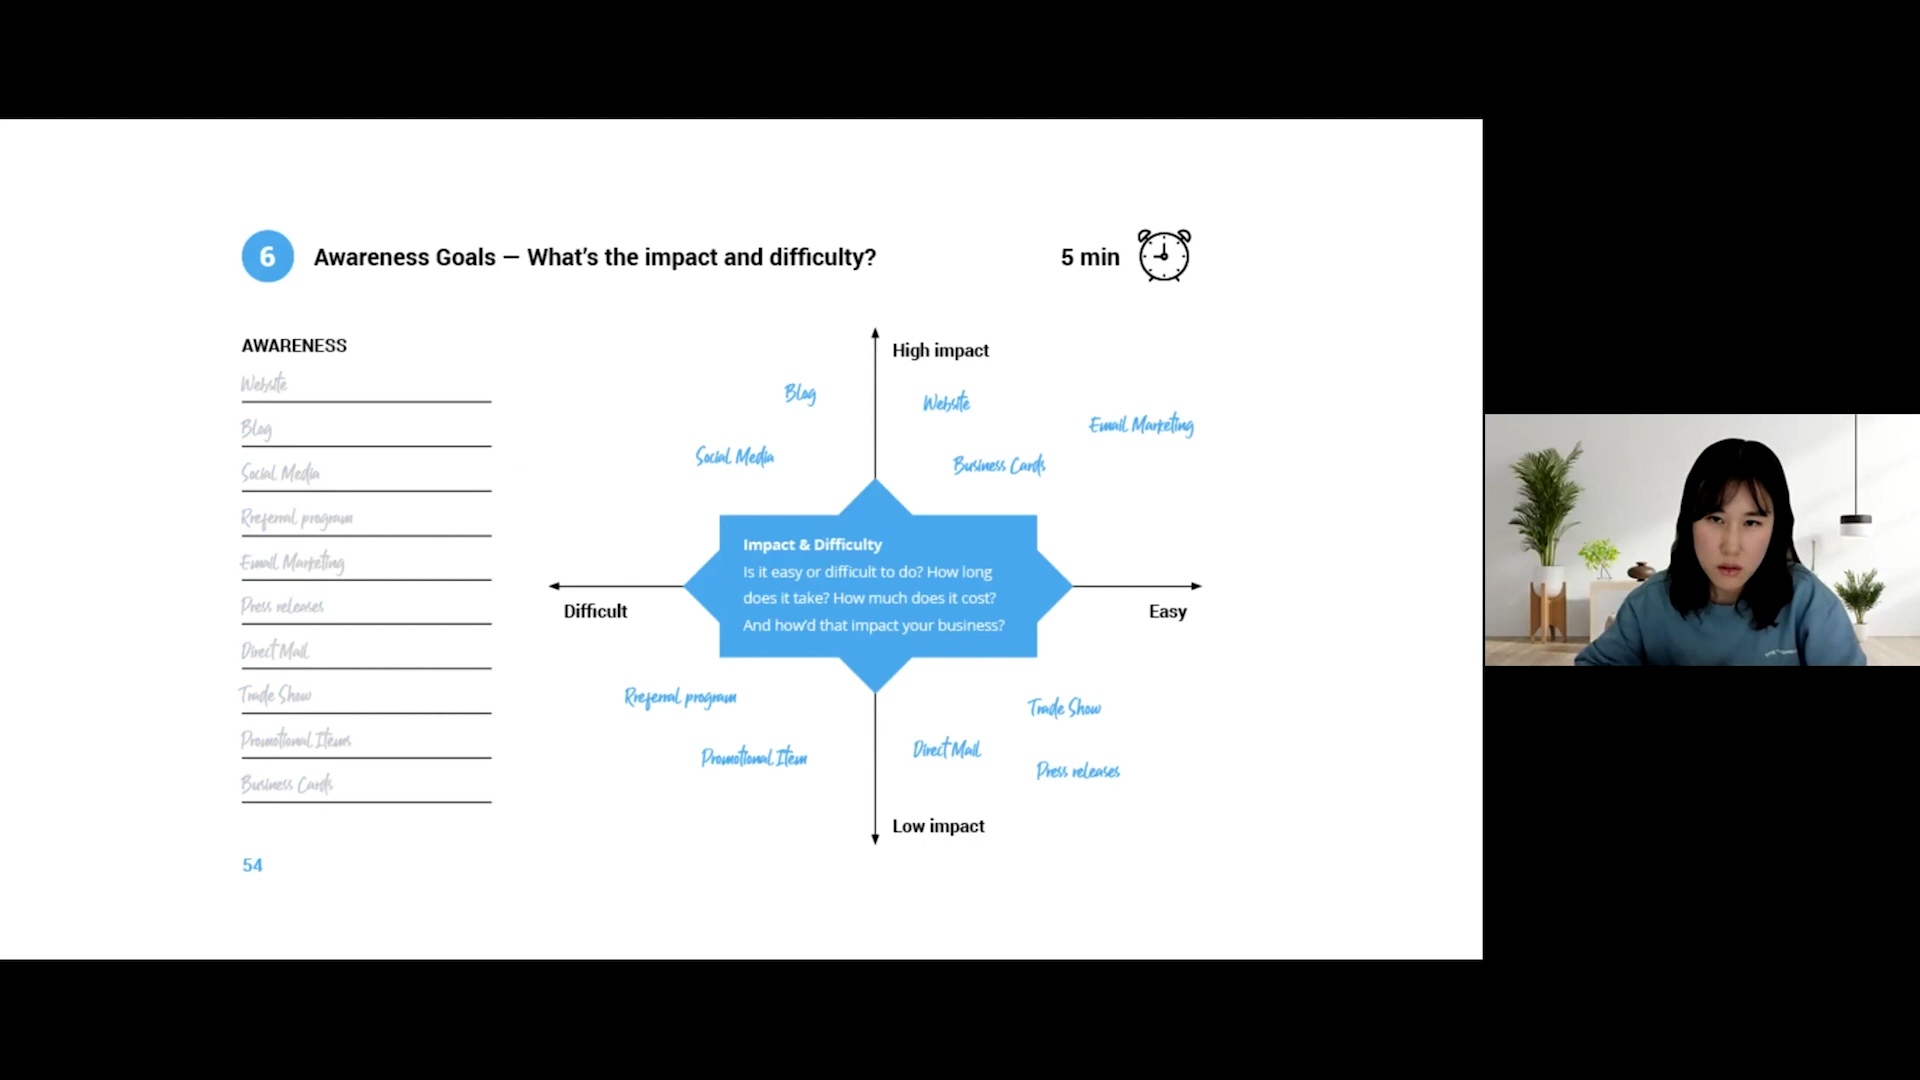 6
Awareness Goals — What's the impact and difficulty?
5 min
AWARENESS
Website
Blog
Social Media
Rreferral program
Email Marketing
Press releases
Direct Mail
Trade Show
Promotional Items
Business Cards
High impact
Blog
Website
Email Marketing
Social Media
Business Cards
Impact & Difficulty
Is it easy or difficult to do? How long
does it take? How much does it cost?
And how'd that impact your business?
Difficult
Easy
Rreferral program
Trade Show
Promotional Item
Direct Mail
Press releases
Low impact
54